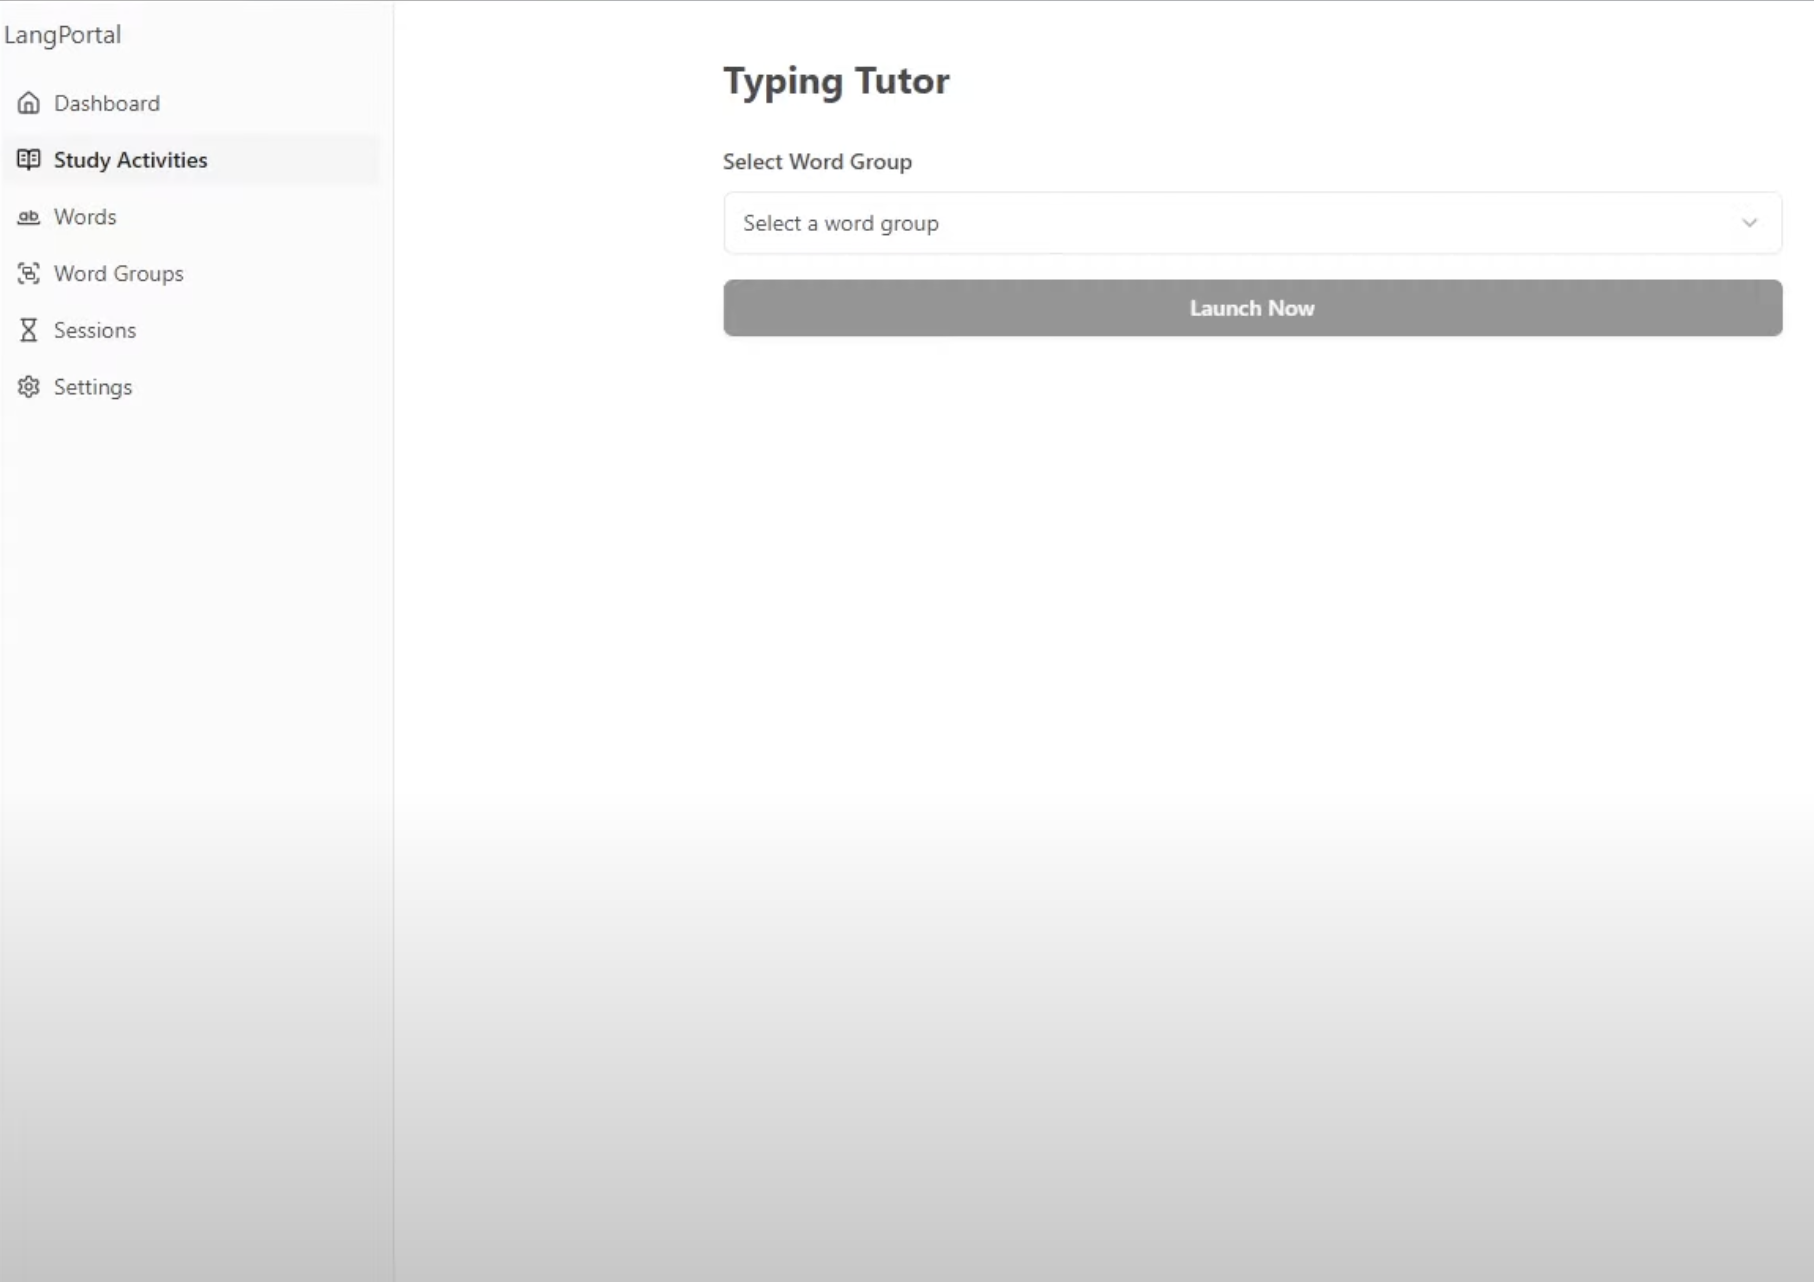 LangPortal
Dashboard
Study Activities
ab Words
Word Groups
Sessions
Settings
Typing Tutor
Select Word Group
Select a word group
Launch Now